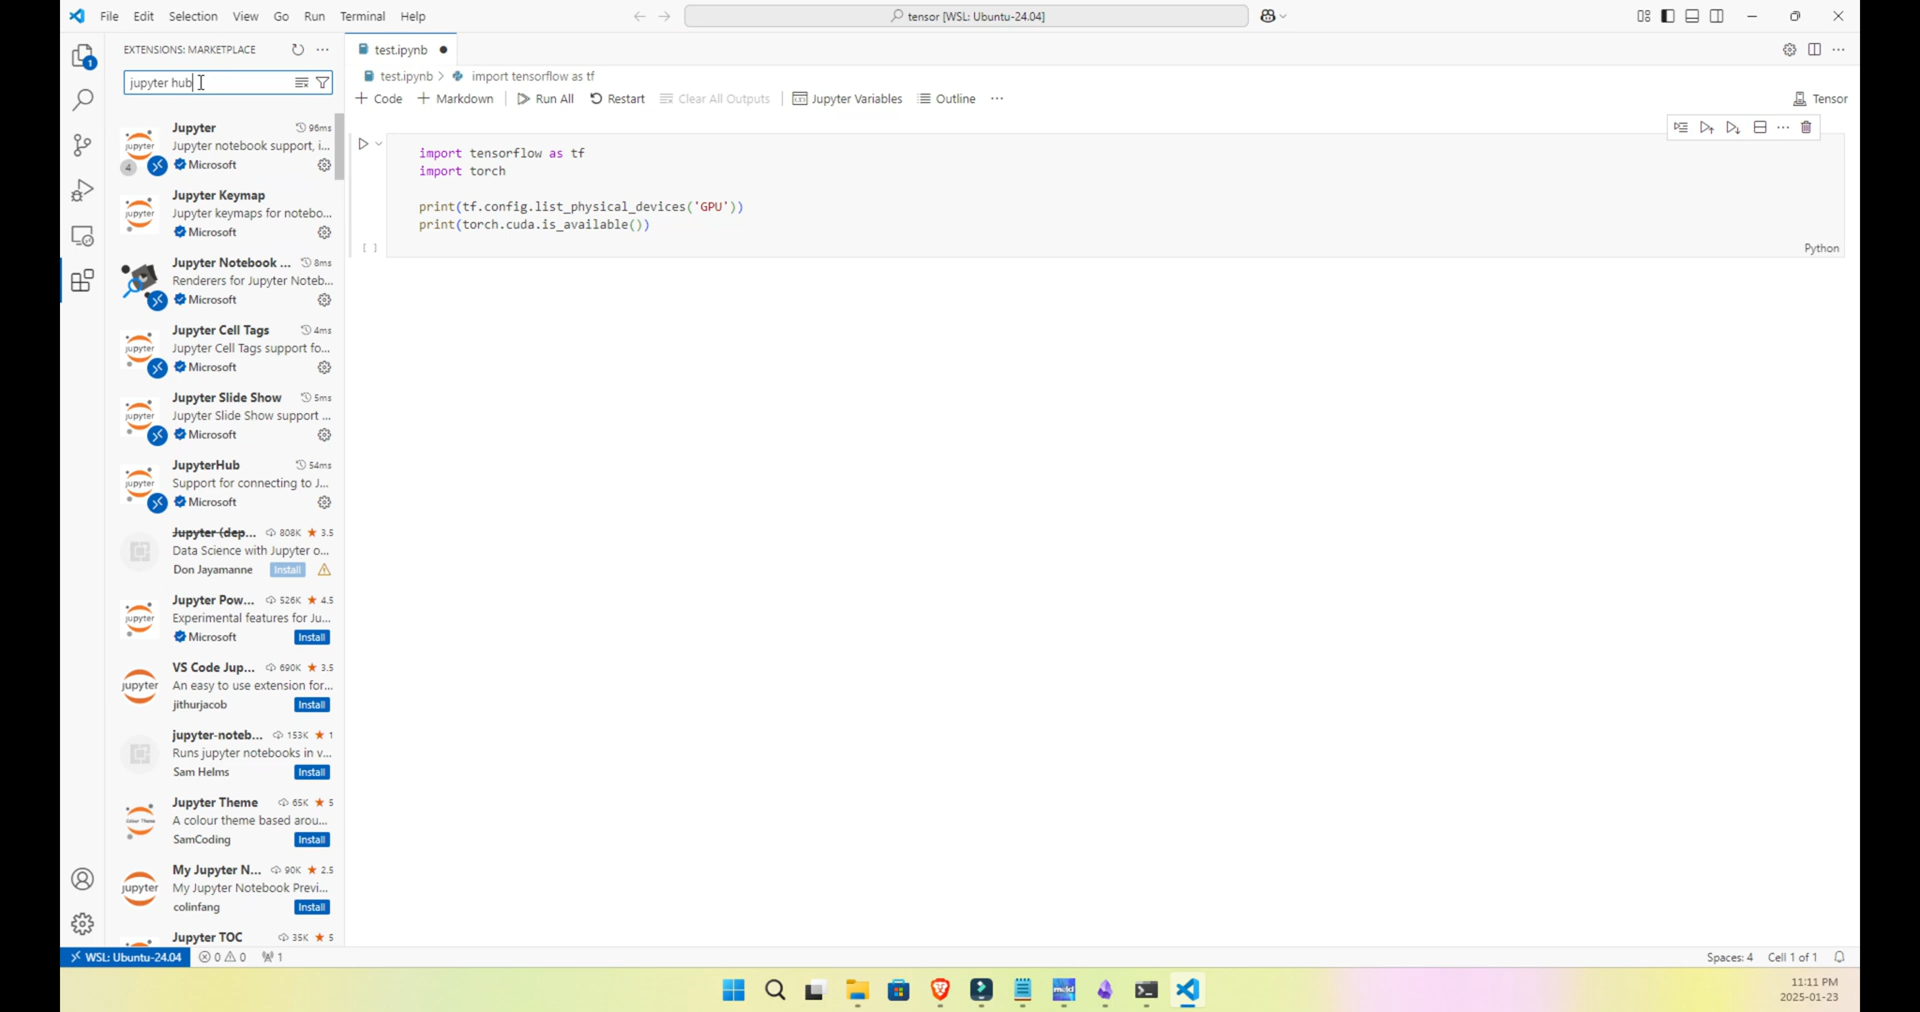 File Edit Selection View Go Run Terminal Help
tensor [WSL: Ubuntu-24.04]
EXTENSIONS: MARKETPLACE
jupyter hub
Jupyter 96ms
Jupyter notebook support, i...
Microsoft
4
Jupyter Keymap
Jupyter keymaps for notebo...
Microsoft
Jupyter Notebook ... 8ms
Renderers for Jupyter Noteb...
Microsoft
Jupyter Cell Tags 4ms
Jupyter Cell Tags support fo...
Microsoft
Jupyter Slide Show 5ms
Jupyter Slide Show support ...
Microsoft
JupyterHub 54ms
Support for connecting to J...
Microsoft
Jupyter (dep... 808K ★ 3.5
Data Science with Jupyter o...
Don Jayamanne Install
Jupyter Pow... 526K ★ 4.5
Experimental features for Ju...
Microsoft Install
VS Code Jup... 690K ★ 3.5
An easy to use extension for...
jithurjacob Install
jupyter-noteb... 153K ★ 1
Runs jupyter notebooks in v...
Sam Helms Install
Jupyter Theme 65K ★ 5
A colour theme based arou...
SamCoding Install
My Jupyter N... 90K ★ 2.5
My Jupyter Notebook Previ...
colinfang Install
Jupyter TOC 35K ★ 5
test.ipynb
test.ipynb > import tensorflow as tf
+ Code + Markdown Run All Restart Clear All Outputs Jupyter Variables Outline ...
Tensor
import tensorflow as tf
import torch
print(tf.config.list_physical_devices('GPU'))
print(torch.cuda.is_available())
[ ]
Python
1
WSL: Ubuntu-24.04 0 0 1
Spaces: 4 Cell 1 of 1
11:11 PM
2025-01-23